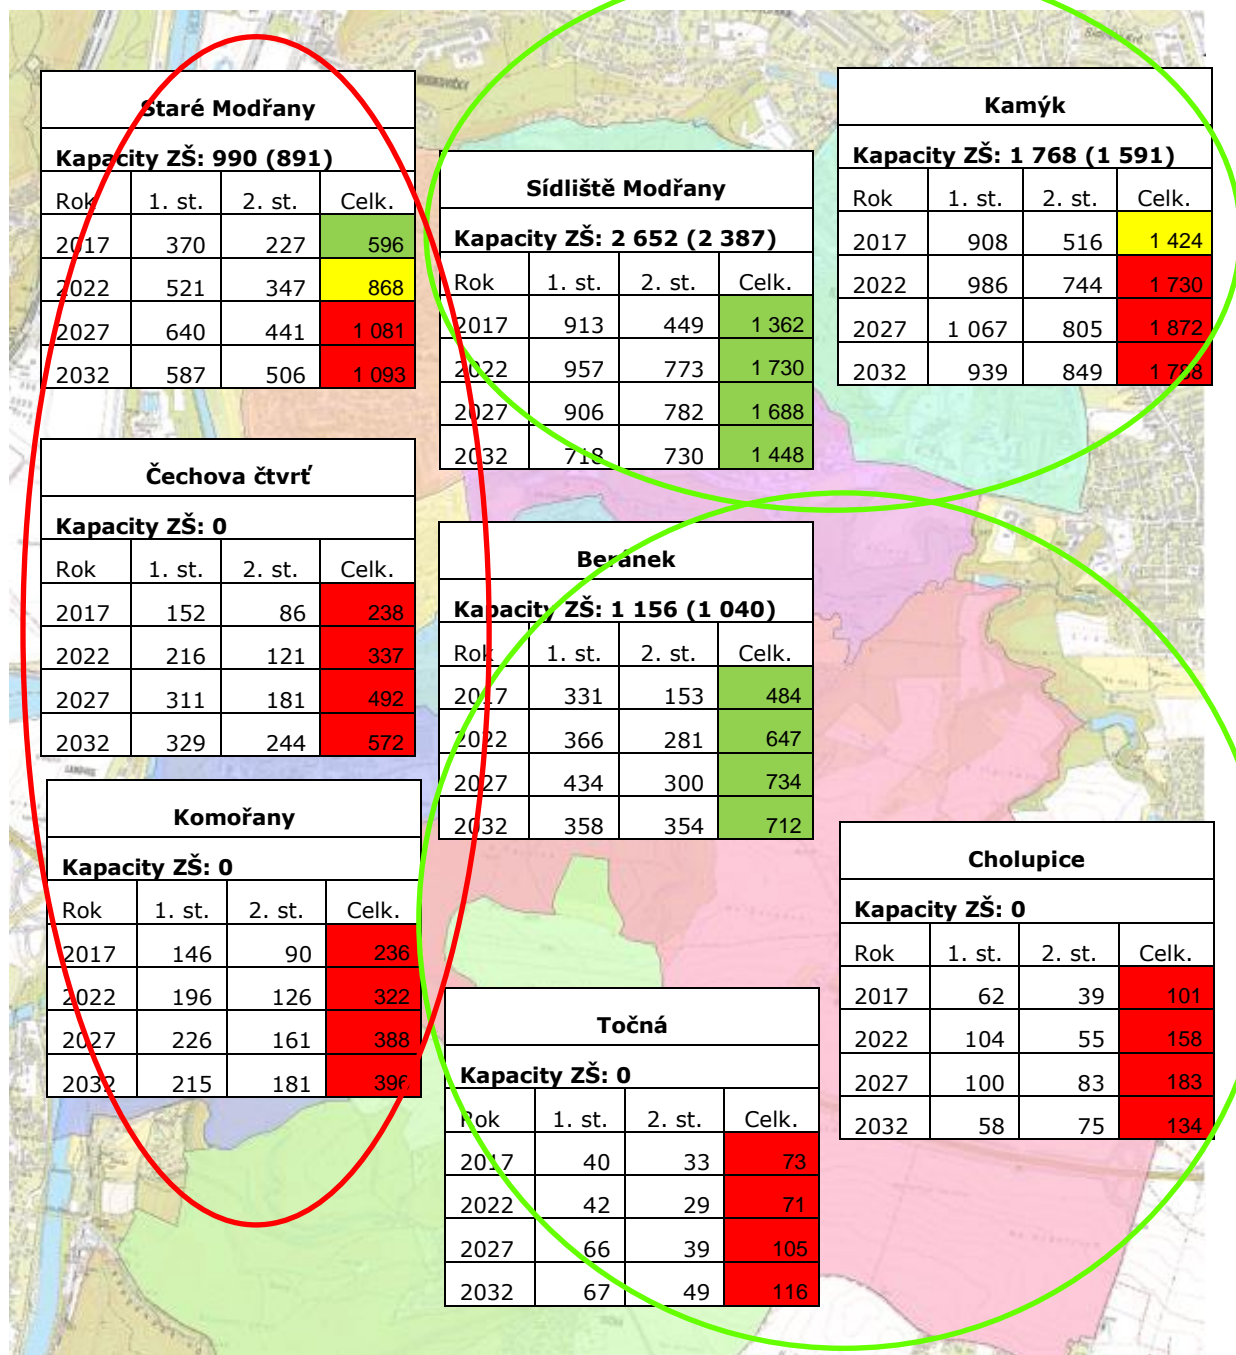 Staré Modřany
Kapacity ZŠ: 990 (891)
Rok 1. st. 2. st. Celk.
2017 370 227 596
2022 521 347 868
2027 640 441 1 081
2032 587 506 1 093
Sídliště Modřany
Kapacity ZŠ: 2 652 (2 387)
Rok 1. st. 2. st. Celk.
2017 913 449 1 362
2022 957 773 1 730
2027 906 782 1 688
2032 718 730 1 448
Kamýk
Kapacity ZŠ: 1 768 (1 591)
Rok 1. st. 2. st. Celk.
2017 908 516 1 424
2022 986 744 1 730
2027 1 067 805 1 872
2032 939 849 1 788
Čechova čtvrť
Kapacity ZŠ: 0
Rok 1. st. 2. st. Celk.
2017 152 86 238
2022 216 121 337
2027 311 181 492
2032 329 244 572
Beránek
Kapacity ZŠ: 1 156 (1 040)
Rok 1. st. 2. st. Celk.
2017 331 153 484
2022 366 281 647
2027 434 300 734
2032 358 354 712
Komořany
Kapacity ZŠ: 0
Rok 1. st. 2. st. Celk.
2017 146 90 236
2022 196 126 322
2027 226 161 388
2032 215 181 396
Cholupice
Kapacity ZŠ: 0
Rok 1. st. 2. st. Celk.
2017 62 39 101
2022 104 55 158
2027 100 83 183
2032 58 75 134
Točná
Kapacity ZŠ: 0
Rok 1. st. 2. st. Celk.
2017 40 33 73
2022 42 29 71
2027 66 39 105
2032 67 49 116